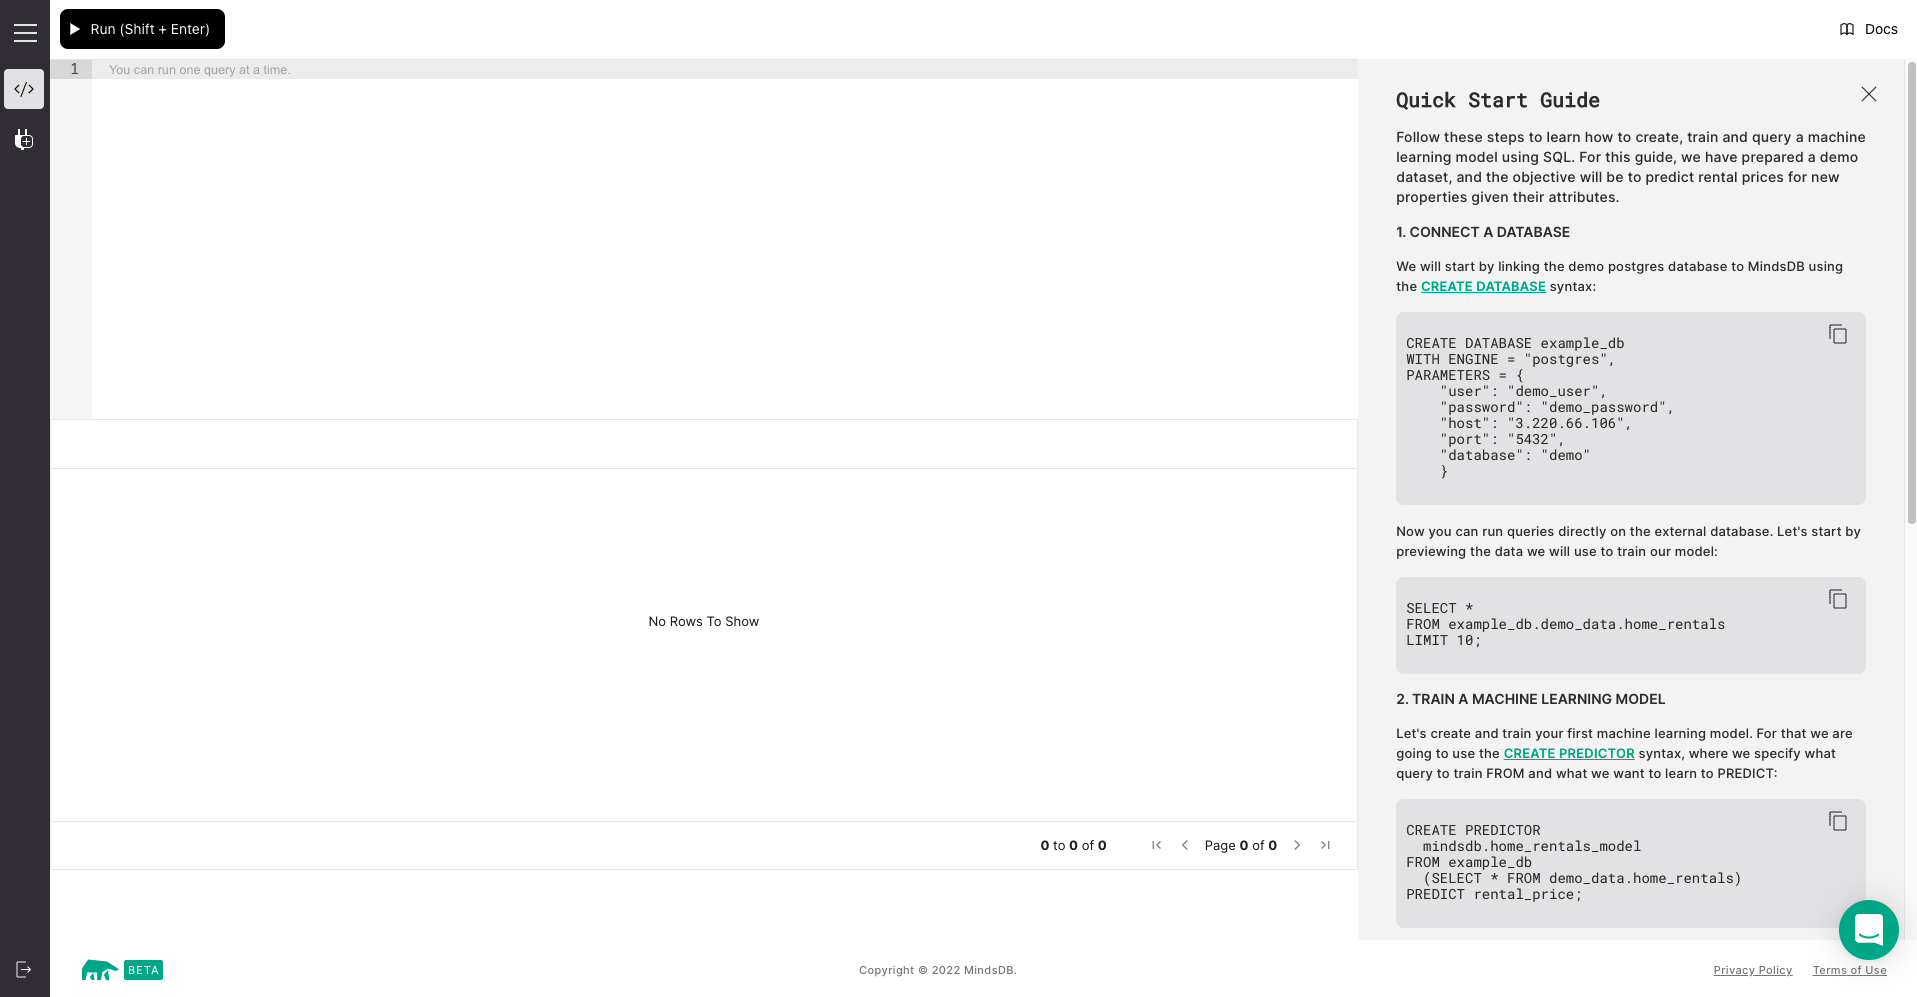 Run (Shift + Enter)
Docs
1
You can run one query at a time.
No Rows To Show
0 to 0 of 0
Page 0 of 0
Quick Start Guide
Follow these steps to learn how to create, train and query a machine
learning model using SQL. For this guide, we have prepared a demo
dataset, and the objective will be to predict rental prices for new
properties given their attributes.
1. CONNECT A DATABASE
We will start by linking the demo postgres database to MindsDB using
the CREATE DATABASE syntax:
CREATE DATABASE example_db
WITH ENGINE = "postgres",
PARAMETERS = {
    "user": "demo_user",
    "password": "demo_password",
    "host": "3.220.66.106",
    "port": "5432",
    "database": "demo"
    }
Now you can run queries directly on the external database. Let's start by
previewing the data we will use to train our model:
SELECT *
FROM example_db.demo_data.home_rentals
LIMIT 10;
2. TRAIN A MACHINE LEARNING MODEL
Let's create and train your first machine learning model. For that we are
going to use the CREATE PREDICTOR syntax, where we specify what
query to train FROM and what we want to learn to PREDICT:
CREATE PREDICTOR
  mindsdb.home_rentals_model
FROM example_db
  (SELECT * FROM demo_data.home_rentals)
PREDICT rental_price;
BETA
Copyright © 2022 MindsDB.
Privacy Policy
Terms of Use